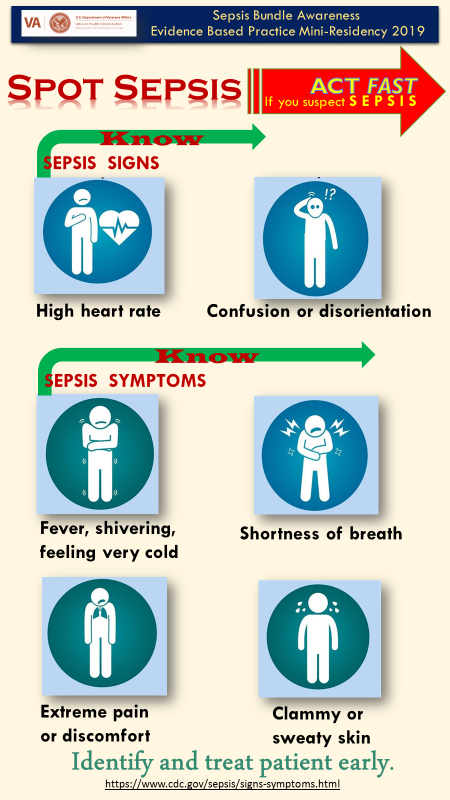 Sepsis Bundle Awareness
Evidence Based Practice Mini-Residency 2019
VA
U.S. Department of Veterans Affairs
SPOT SEPSIS
ACT FAST
If you suspect SEPSIS
Know
SEPSIS SIGNS
!?
High heart rate
Confusion or disorientation
Know
SEPSIS SYMPTOMS
Fever, shivering,
feeling very cold
Shortness of breath
Extreme pain
or discomfort
Clammy or
sweaty skin
Identify and treat patient early.
https://www.cdc.gov/sepsis/signs-symptoms.html